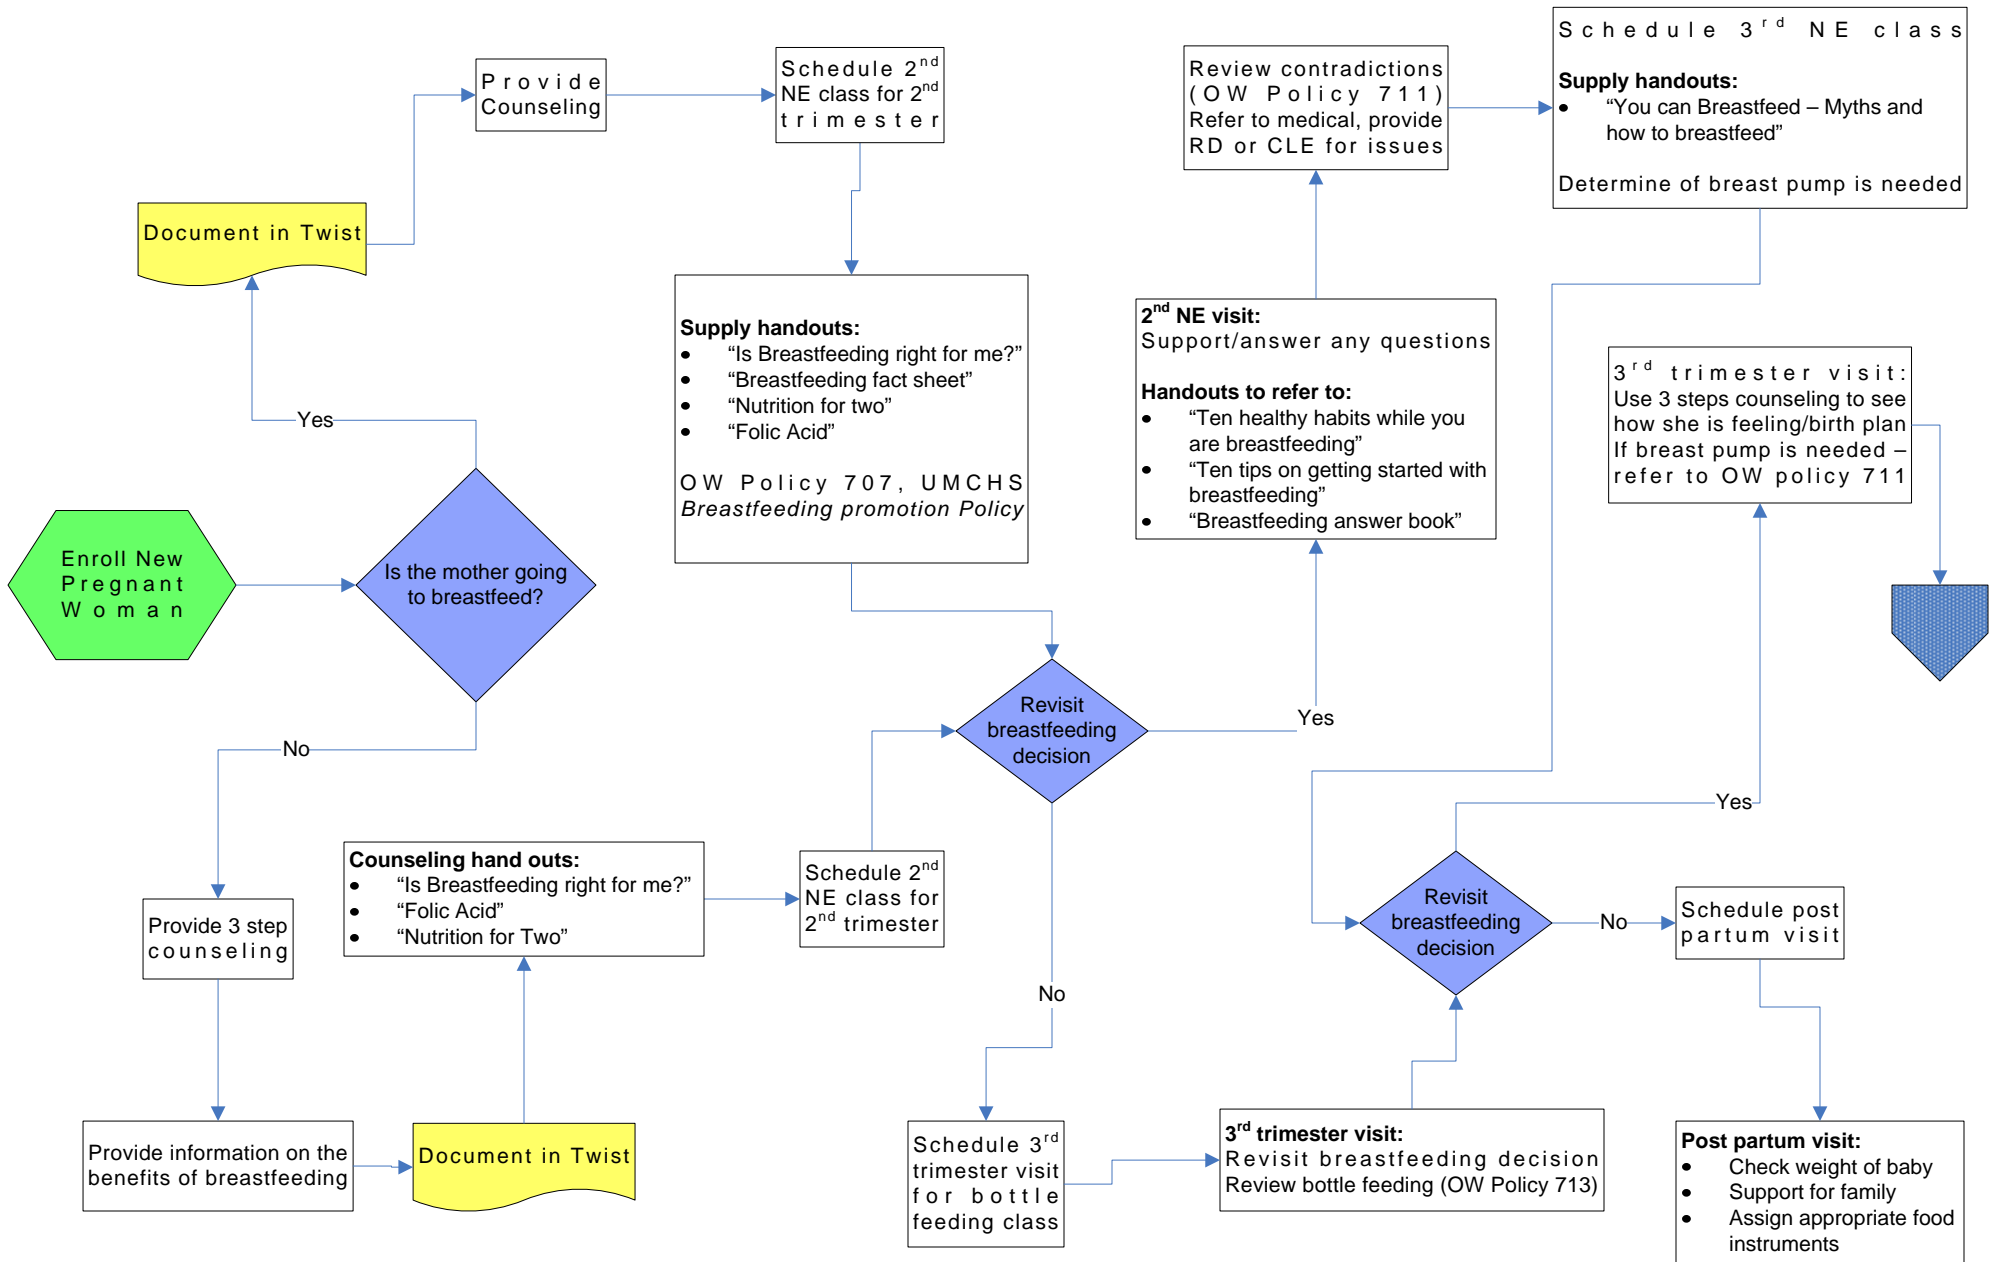 Enroll New
Pregnant
Woman
Is the mother going
to breastfeed?
Yes
Document in Twist
Provide
Counseling
Schedule 2nd
NE class for 2nd
trimester
Supply handouts:
• “Is Breastfeeding right for me?”
• “Breastfeeding fact sheet”
• “Nutrition for two”
• “Folic Acid”
OW Policy 707, UMCHS
Breastfeeding promotion Policy
No
Provide 3 step
counseling
Provide information on the
benefits of breastfeeding
Document in Twist
Counseling hand outs:
• “Is Breastfeeding right for me?”
• “Folic Acid”
• “Nutrition for Two”
Schedule 2nd
NE class for
2nd trimester
Revisit
breastfeeding
decision
Yes
2nd NE visit:
Support/answer any questions
Handouts to refer to:
• “Ten healthy habits while you
are breastfeeding”
• “Ten tips on getting started with
breastfeeding”
• “Breastfeeding answer book”
Review contradictions
(OW Policy 711)
Refer to medical, provide
RD or CLE for issues
Schedule 3rd NE class
Supply handouts:
• “You can Breastfeed – Myths and
how to breastfeed”
Determine of breast pump is needed
No
Schedule 3rd
trimester visit
for bottle
feeding class
3rd trimester visit:
Revisit breastfeeding decision
Review bottle feeding (OW Policy 713)
Revisit
breastfeeding
decision
Yes
3rd trimester visit:
Use 3 steps counseling to see
how she is feeling/birth plan
If breast pump is needed –
refer to OW policy 711
No
Schedule post
partum visit
Post partum visit:
• Check weight of baby
• Support for family
• Assign appropriate food
instruments